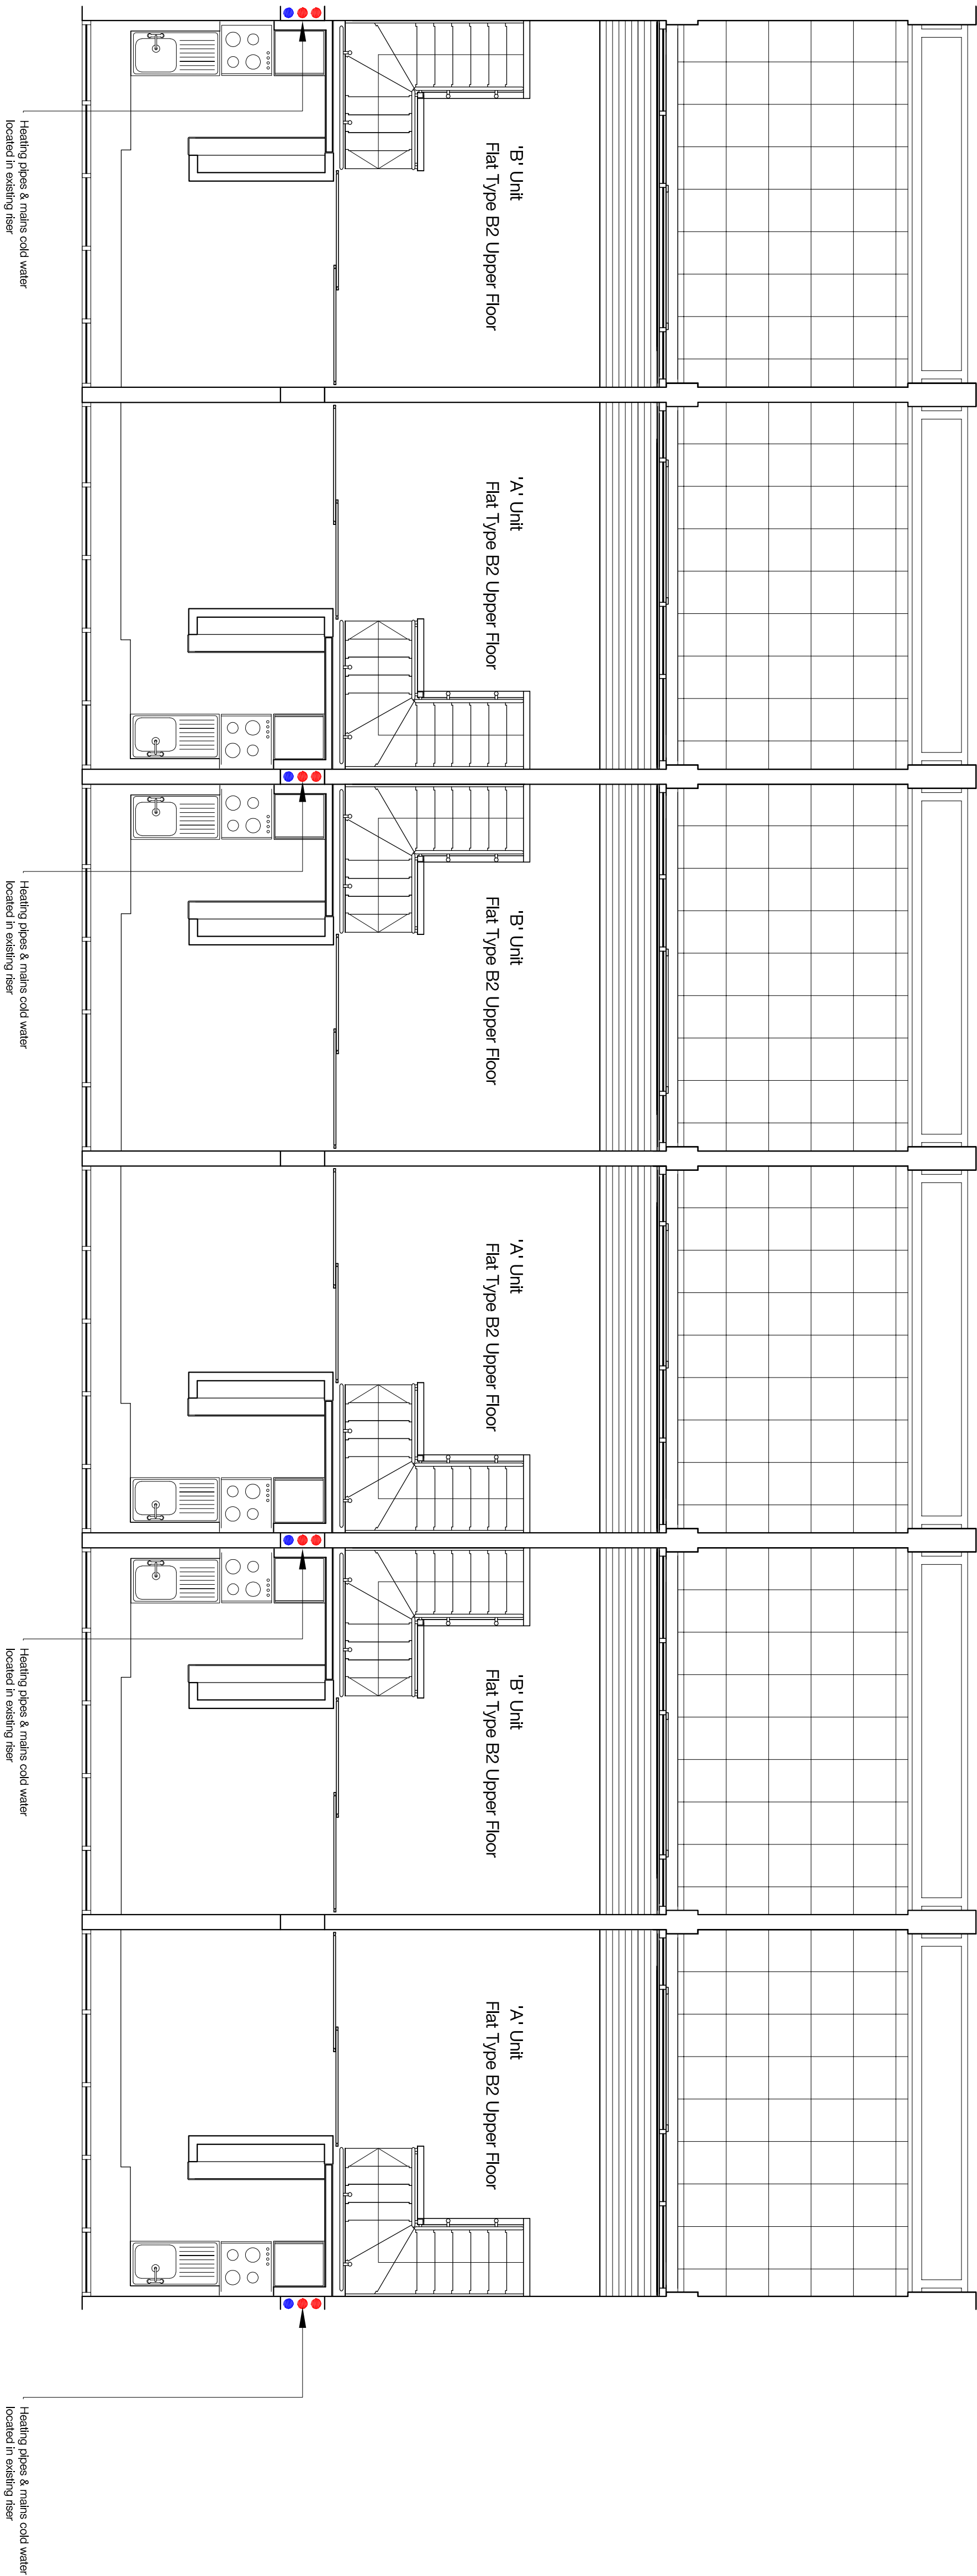 'B' Unit
Flat Type B2 Upper Floor
Heating pipes & mains cold water
located in existing riser
'A' Unit
Flat Type B2 Upper Floor
'B' Unit
Flat Type B2 Upper Floor
Heating pipes & mains cold water
located in existing riser
'A' Unit
Flat Type B2 Upper Floor
'B' Unit
Flat Type B2 Upper Floor
Heating pipes & mains cold water
located in existing riser
'A' Unit
Flat Type B2 Upper Floor
Heating pipes & mains cold water
located in existing riser